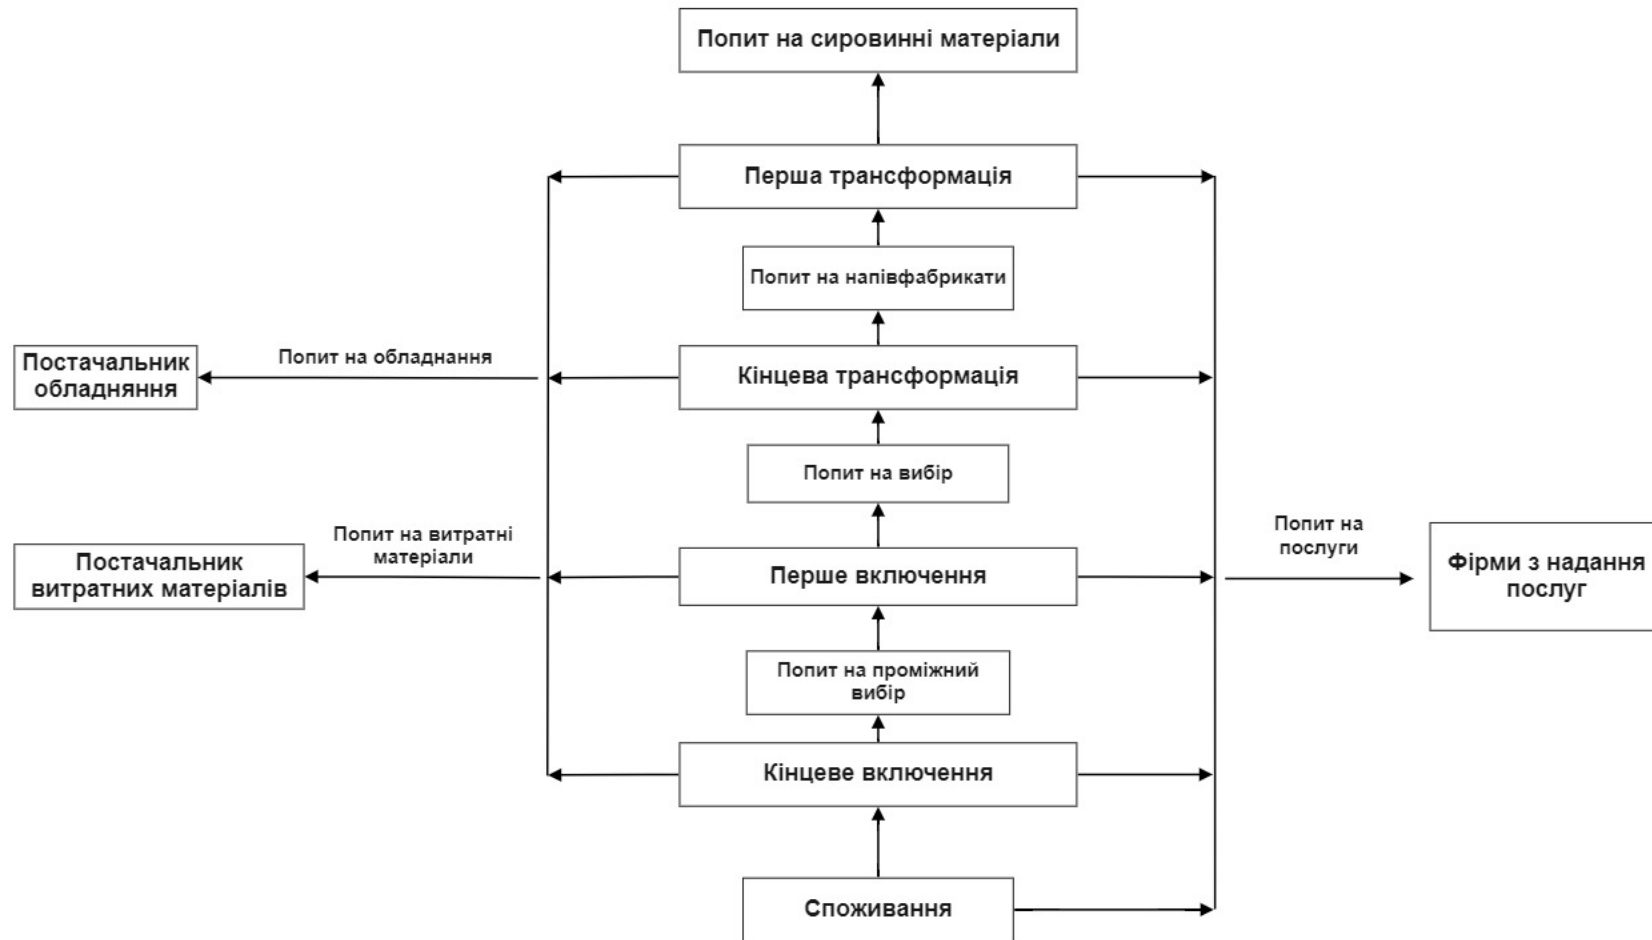 Попит на сировинні матеріали
Перша трансформація
Попит на напівфабрикати
Постачальник
обладняння
Попит на обладнання
Кінцева трансформація
Попит на вибір
Постачальник
витратних матеріалів
Попит на витратні
матеріали
Перше включення
Попит на
послуги
Фірми з надання
послуг
Попит на проміжний
вибір
Кінцеве включення
Споживання